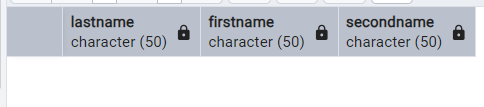 lastname firstname secondname
character (50) character (50) character (50)